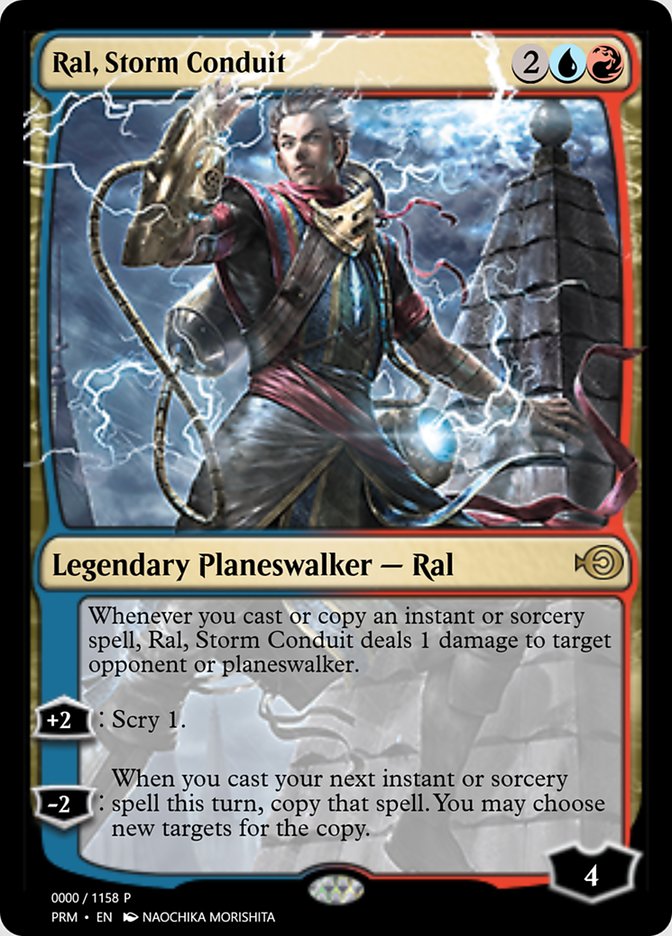 Ral, Storm Conduit 2
Legendary Planeswalker — Ral
Whenever you cast or copy an instant or sorcery
spell, Ral, Storm Conduit deals 1 damage to target
opponent or planeswalker.
+2 : Scry 1.
When you cast your next instant or sorcery
-2 : spell this turn, copy that spell. You may choose
new targets for the copy.
4
0000 / 1158 P
PRM • EN NAOCHIKA MORISHITA